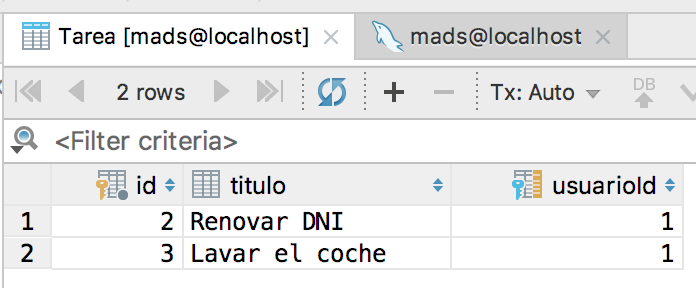 Tarea [mads@localhost] mads@localhost
2 rows Tx: Auto DB
<Filter criteria>
id titulo usuarioId
1 2 Renovar DNI 1
2 3 Lavar el coche 1